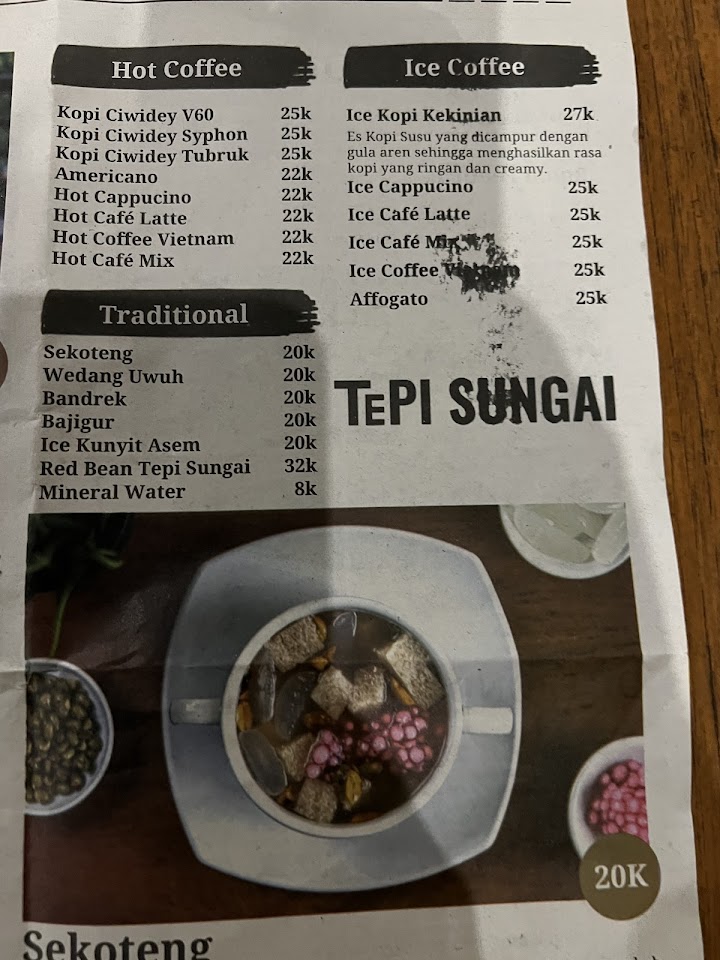 Hot Coffee
Kopi Ciwidey V60 25k
Kopi Ciwidey Syphon 25k
Kopi Ciwidey Tubruk 25k
Americano 22k
Hot Cappucino 22k
Hot Café Latte 22k
Hot Coffee Vietnam 22k
Hot Café Mix 22k
Traditional
Sekoteng 20k
Wedang Uwuh 20k
Bandrek 20k
Bajigur 20k
Ice Kunyit Asem 20k
Red Bean Tepi Sungai 32k
Mineral Water 8k
Ice Coffee
Ice Kopi Kekinian 27k
Es Kopi Susu yang dicampur dengan
gula aren sehingga menghasilkan rasa
kopi yang ringan dan creamy.
Ice Cappucino 25k
Ice Café Latte 25k
Ice Café Mix 25k
Ice Coffee Vietnam 25k
Affogato 25k
TEPI SUNGAI
20K
Sekoteng